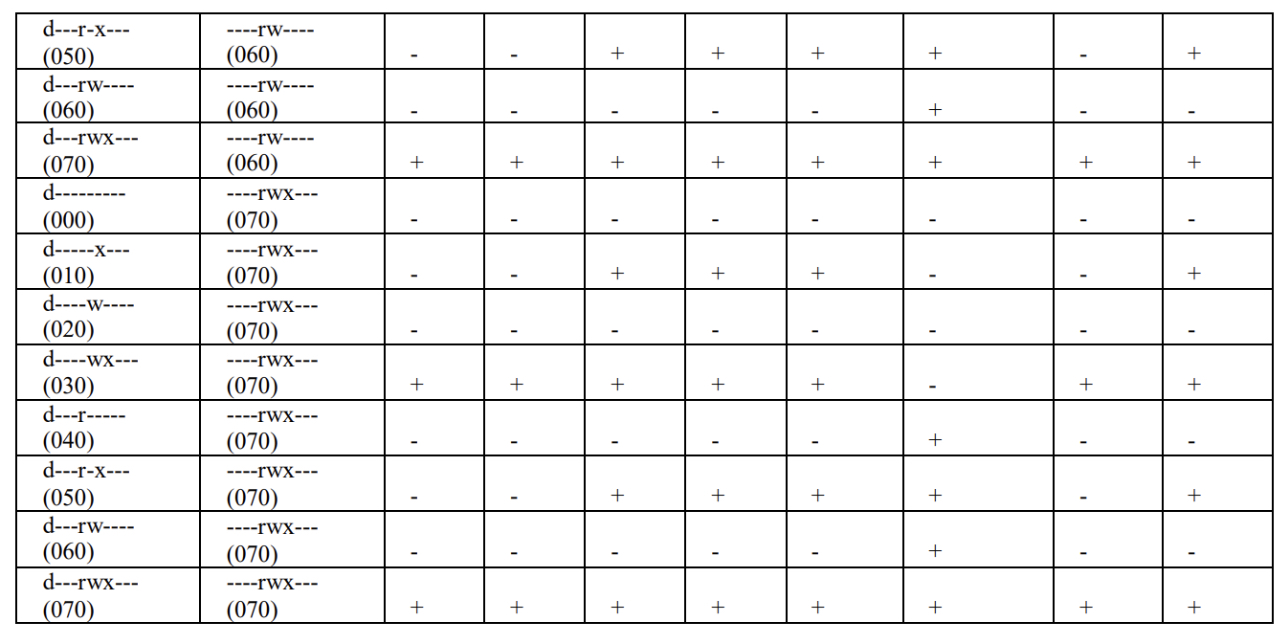 d---r-x--- ----rw----
(050) (060) - - + + + + - +
d---rw---- ----rw----
(060) (060) - - - - - + - -
d---rwx--- ----rw----
(070) (060) + + + + + + + +
d--------- ----rwx---
(000) (070) - - - - - - - -
d-----x--- ----rwx---
(010) (070) - - + + + - - +
d----w---- ----rwx---
(020) (070) - - - - - - - -
d----wx--- ----rwx---
(030) (070) + + + + + - + +
d---r----- ----rwx---
(040) (070) - - - - - + - -
d---r-x--- ----rwx---
(050) (070) - - + + + + - +
d---rw---- ----rwx---
(060) (070) - - - - - + - -
d---rwx--- ----rwx---
(070) (070) + + + + + + + +